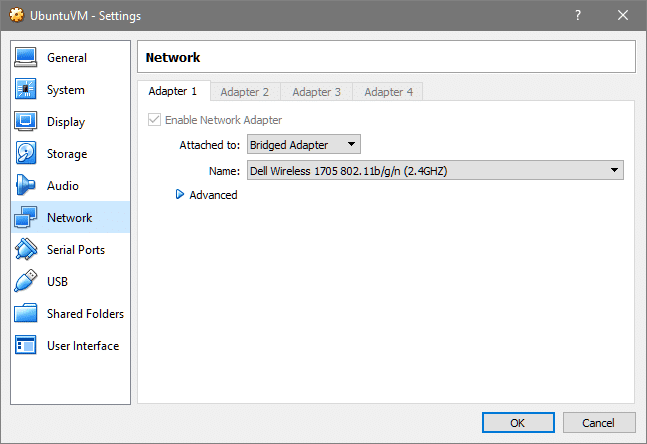 UbuntuVM - Settings
?
General
System
Display
Storage
Audio
Network
Serial Ports
USB
Shared Folders
User Interface
Network
Adapter 1 Adapter 2 Adapter 3 Adapter 4
Enable Network Adapter
Attached to: Bridged Adapter
Name: Dell Wireless 1705 802.11b/g/n (2.4GHZ)
Advanced
OK Cancel